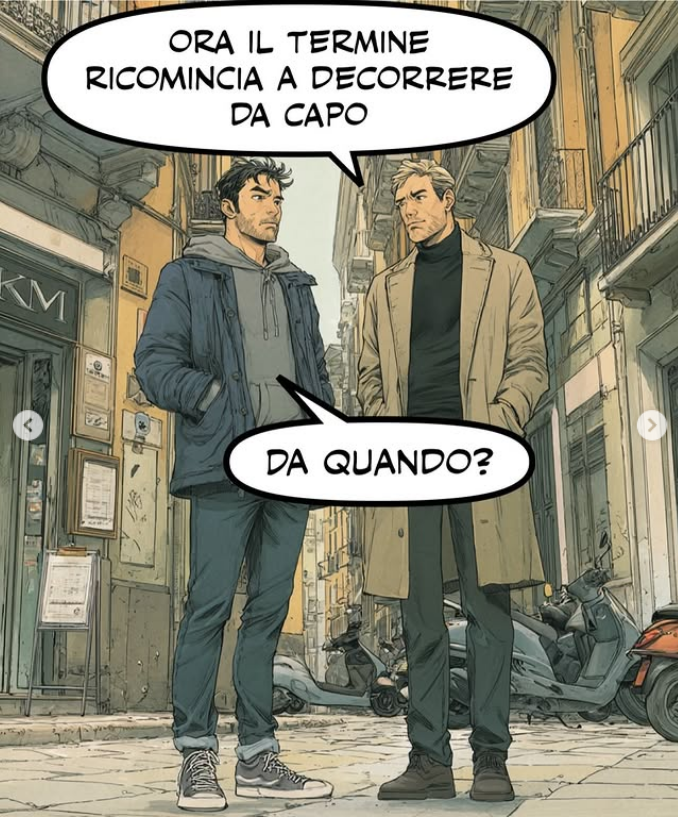 ORA IL TERMINE
RICOMINCIA A DECORRERE
DA CAPO
KM
DA QUANDO?